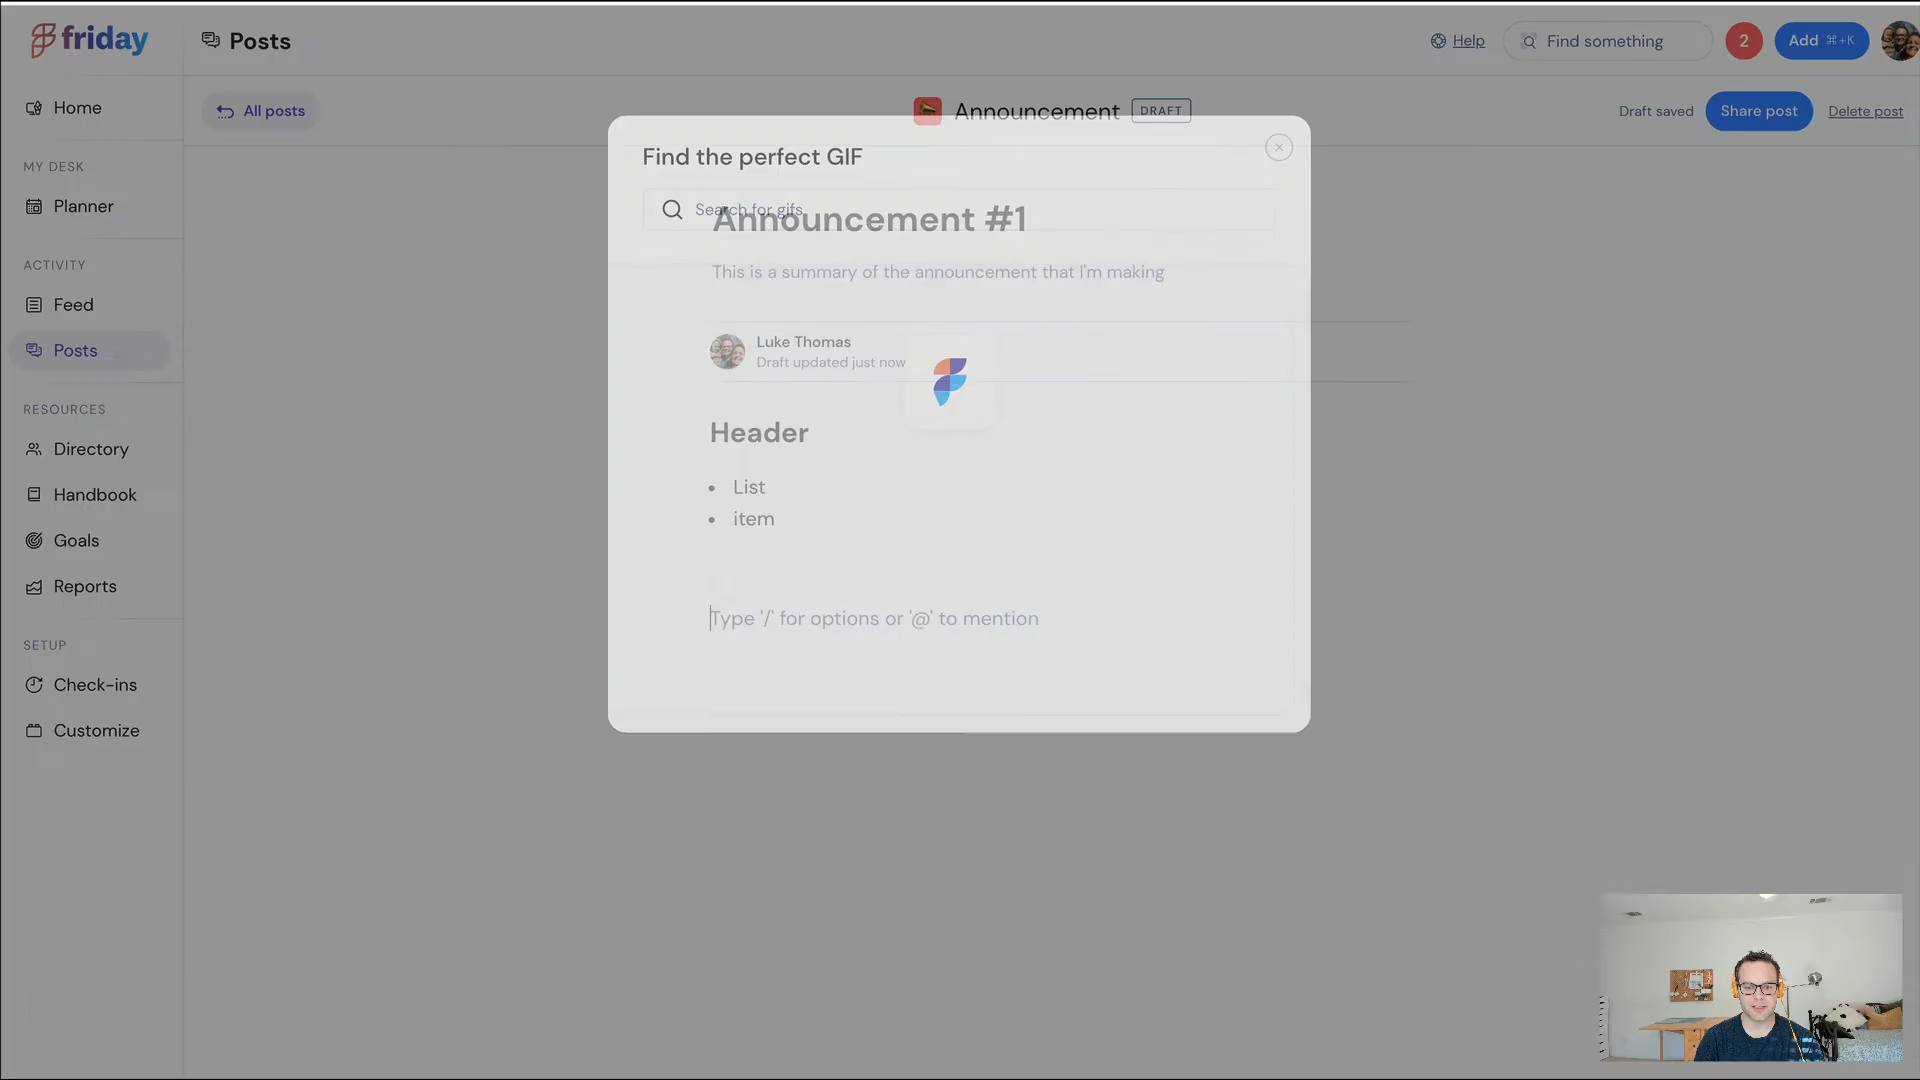 friday
Posts
Help
Find something
2
Add ⌘+K
Home
MY DESK
Planner
ACTIVITY
Feed
Posts
RESOURCES
Directory
Handbook
Goals
Reports
SETUP
Check-ins
Customize
All posts
Announcement DRAFT
Draft saved
Share post
Delete post
Find the perfect GIF
Search for gifs
Announcement #1
This is a summary of the announcement that I'm making
Luke Thomas
Draft updated just now
Header
• List
• item
Type '/' for options or '@' to mention